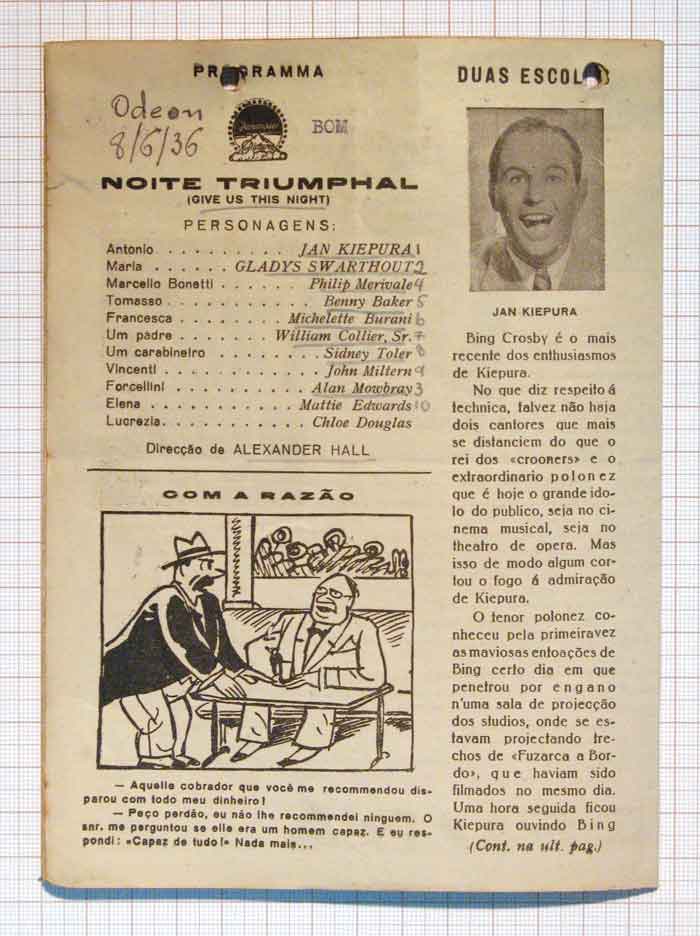 PROGRAMMA
Odeon
8/6/36
Paramount
Pictures
BOM
NOITE TRIUMPHAL
(GIVE US THIS NIGHT)
PERSONAGENS:
Antonio . . . . . . . . . . JAN KIEPURA 1
Maria . . . . . . GLADYS SWARTHOUT 2
Marcello Bonetti . . . . . . Philip Merivale 4
Tomasso . . . . . . . . . . . Benny Baker 5
Francesca . . . . . . . . Michelette Burani 6
Um padre . . . . . . . William Collier, Sr. 7
Um carabineiro . . . . . . . . Sidney Toler 8
Vincenti . . . . . . . . . . . John Miltern 9
Forcellini . . . . . . . . . . Alan Mowbray 3
Elena . . . . . . . . . . . Mattie Edwards 10
Lucrezia. . . . . . . . . . . Chloe Douglas
Direcção de ALEXANDER HALL
COM A RAZÃO
— Aquelle cobrador que você me recommendou dis-
parou com todo meu dinheiro!
— Peço perdão, eu não lhe recommendei ninguem. O
snr. me perguntou se elle era um homem capaz. E eu res-
pondi: «Capaz de tudo!» Nada mais...
DUAS ESCOLAS
JAN KIEPURA
Bing Crosby é o mais
recente dos enthusiasmos
de Kiepura.
No que diz respeito á
technica, talvez não haja
dois cantores que mais
se distanciem do que o
rei dos «crooners» e o
extraordinario polonez
que é hoje o grande ido-
lo do publico, seja no ci-
nema musical, seja no
theatro de opera. Mas
isso de modo algum cor-
tou o fogo á admiração
de Kiepura.
O tenor polonez co-
nheceu pela primeira vez
as maviosas entoações de
Bing certo dia em que
penetrou por engano
n'uma sala de projecção
dos studios, onde se es-
tavam projectando tre-
chos de «Fuzarca a Bor-
do», que haviam sido
filmados no mesmo dia.
Uma hora seguida ficou
Kiepura ouvindo Bing
(Cont. na ult. pag.)